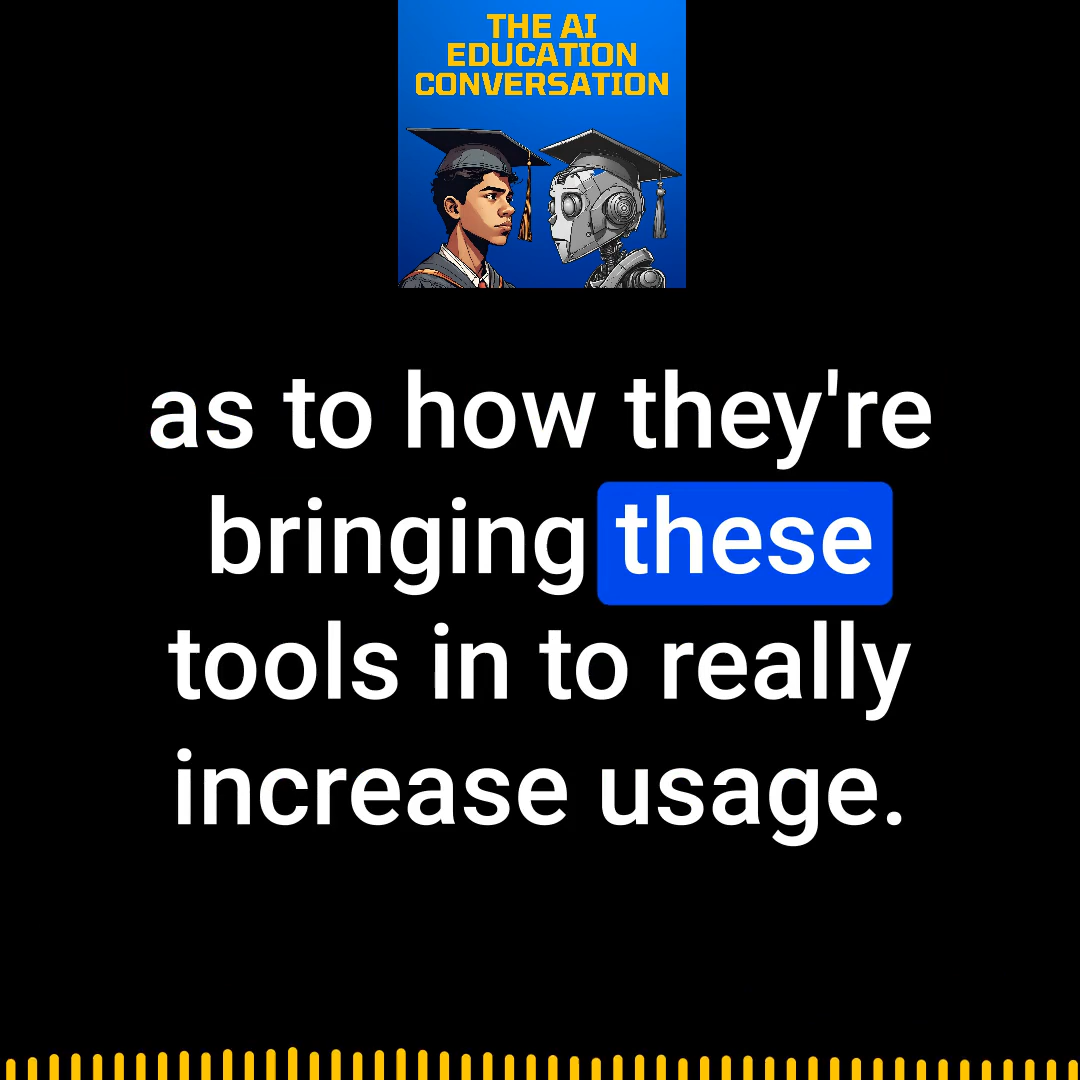 THE AI
EDUCATION
CONVERSATION
as to how they're
bringing these
tools in to really
increase usage.